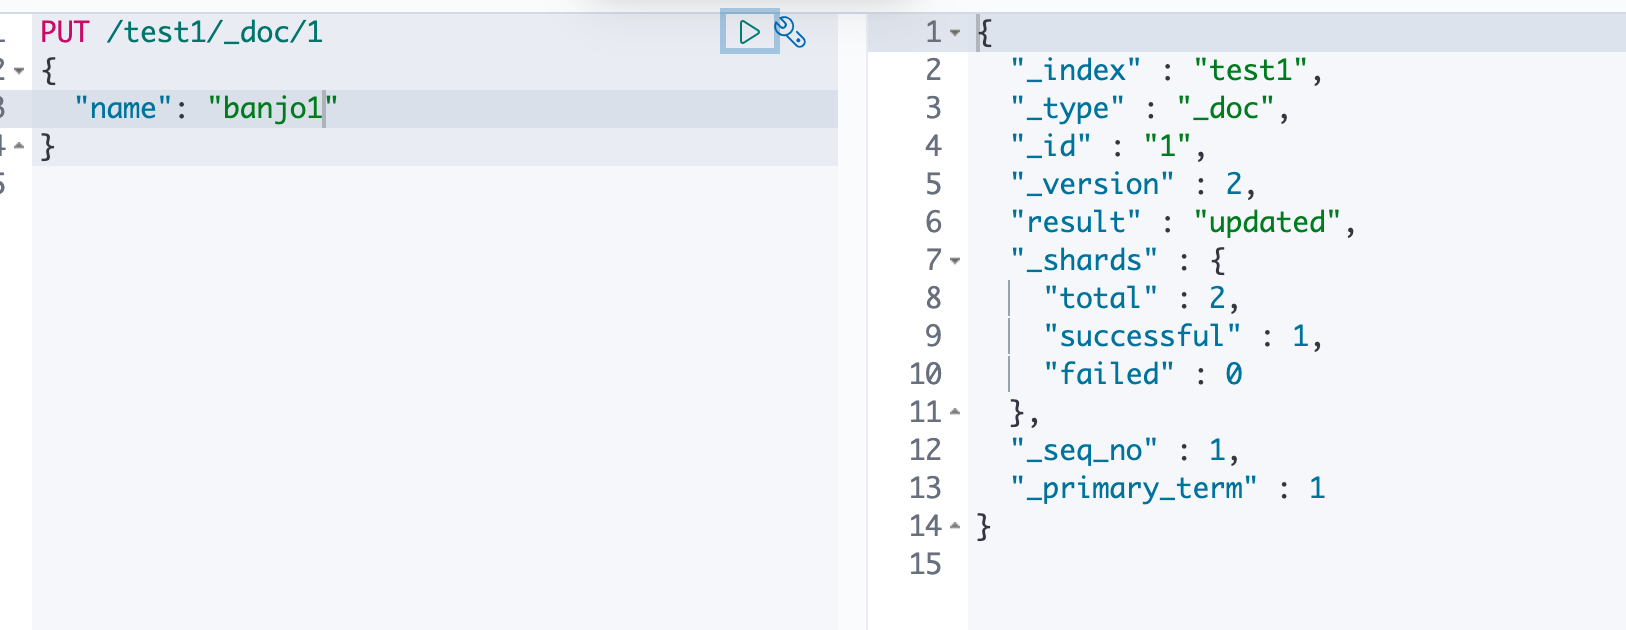 1 PUT /test1/_doc/1
2 {
3 "name": "banjo1"
4 }
5
1 {
2 "_index" : "test1",
3 "_type" : "_doc",
4 "_id" : "1",
5 "_version" : 2,
6 "result" : "updated",
7 "_shards" : {
8 "total" : 2,
9 "successful" : 1,
10 "failed" : 0
11 },
12 "_seq_no" : 1,
13 "_primary_term" : 1
14 }
15